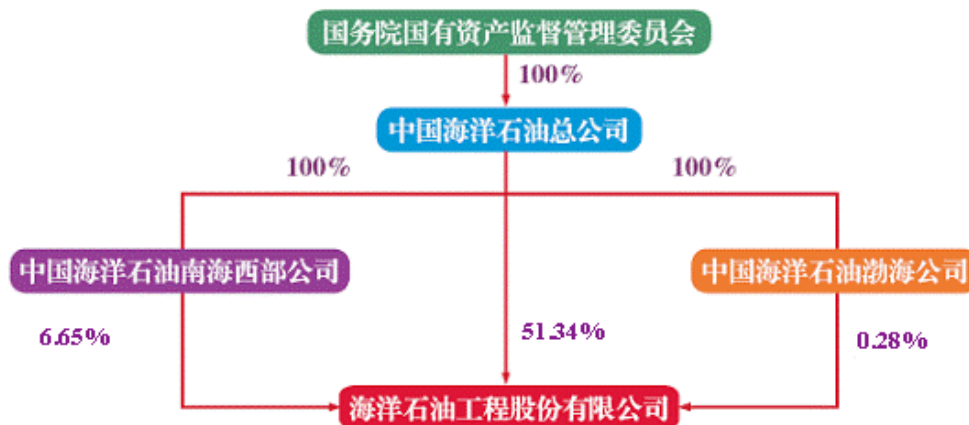 国务院国有资产监督管理委员会
100%
中国海洋石油总公司
100%
100%
中国海洋石油南海西部公司
中国海洋石油渤海公司
6.65%
51.34%
0.28%
海洋石油工程股份有限公司